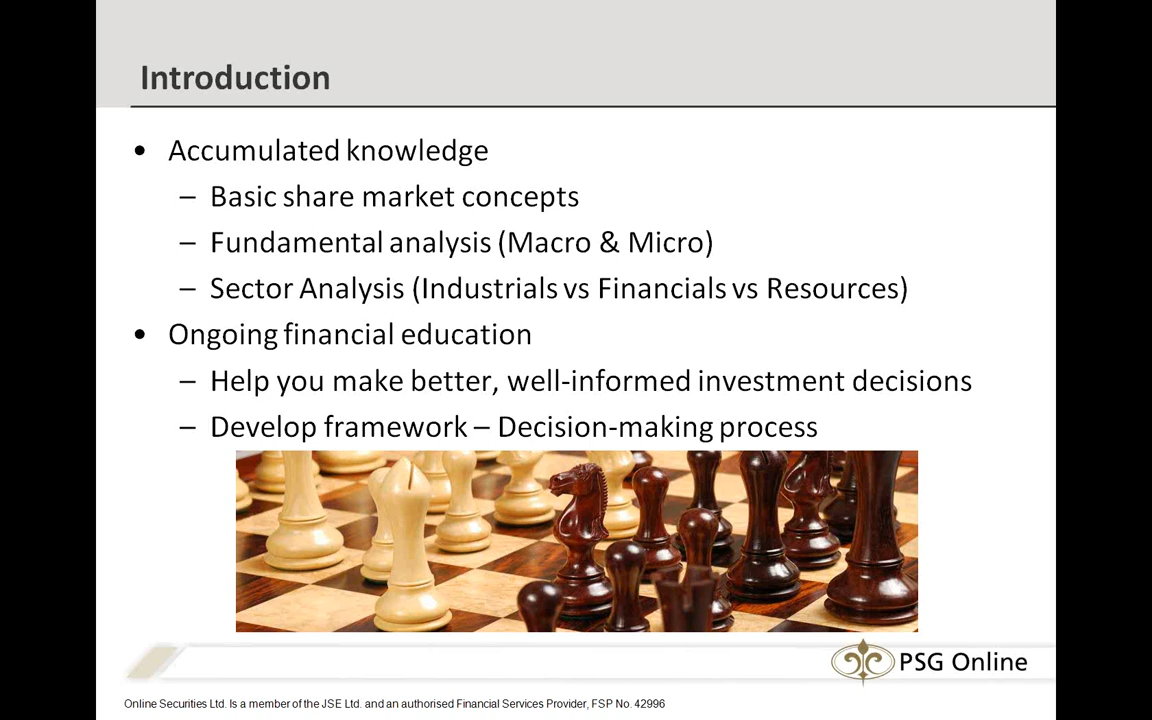 Introduction
• Accumulated knowledge
– Basic share market concepts
– Fundamental analysis (Macro & Micro)
– Sector Analysis (Industrials vs Financials vs Resources)
• Ongoing financial education
– Help you make better, well-informed investment decisions
– Develop framework – Decision-making process
PSG Online
Online Securities Ltd. Is a member of the JSE Ltd. and an authorised Financial Services Provider, FSP No. 42996